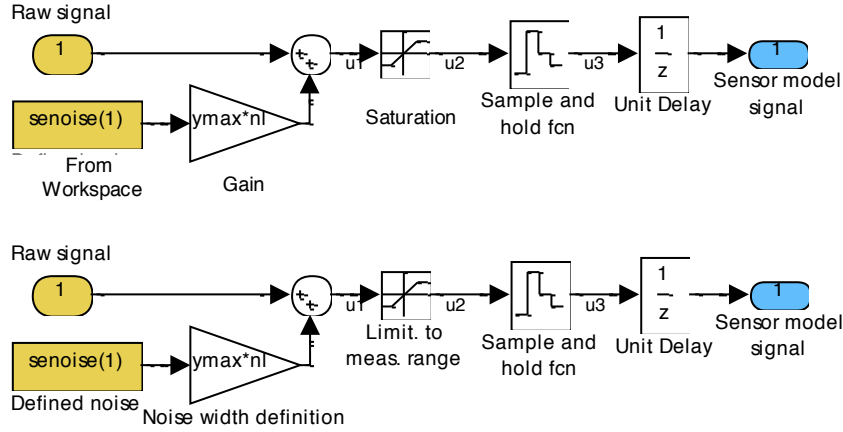 Raw signal
1
senoise(1)
From
Workspace
ymax*nl
Gain
u1
Saturation
u2
Sample and
hold fcn
u3
1
z
Unit Delay
1
Sensor model
signal
Raw signal
1
senoise(1)
Defined noise
ymax*nl
Noise width definition
u1
Limit. to
meas. range
u2
Sample and
hold fcn
u3
1
z
Unit Delay
1
Sensor model
signal